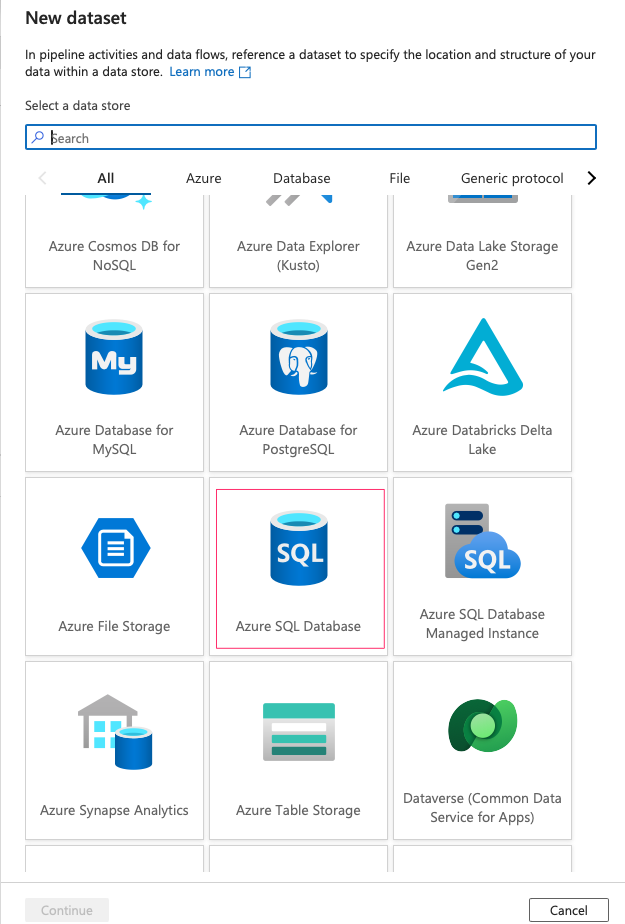 New dataset
In pipeline activities and data flows, reference a dataset to specify the location and structure of your
data within a data store. Learn more
Select a data store
Search
All Azure Database File Generic protocol
Azure Cosmos DB for
NoSQL
Azure Data Explorer
(Kusto)
Azure Data Lake Storage
Gen2
My
Azure Database for
MySQL
Azure Database for
PostgreSQL
Azure Databricks Delta
Lake
Azure File Storage
SQL
Azure SQL Database
SQL
Azure SQL Database
Managed Instance
Azure Synapse Analytics
Azure Table Storage
Dataverse (Common Data
Service for Apps)
Continue
Cancel